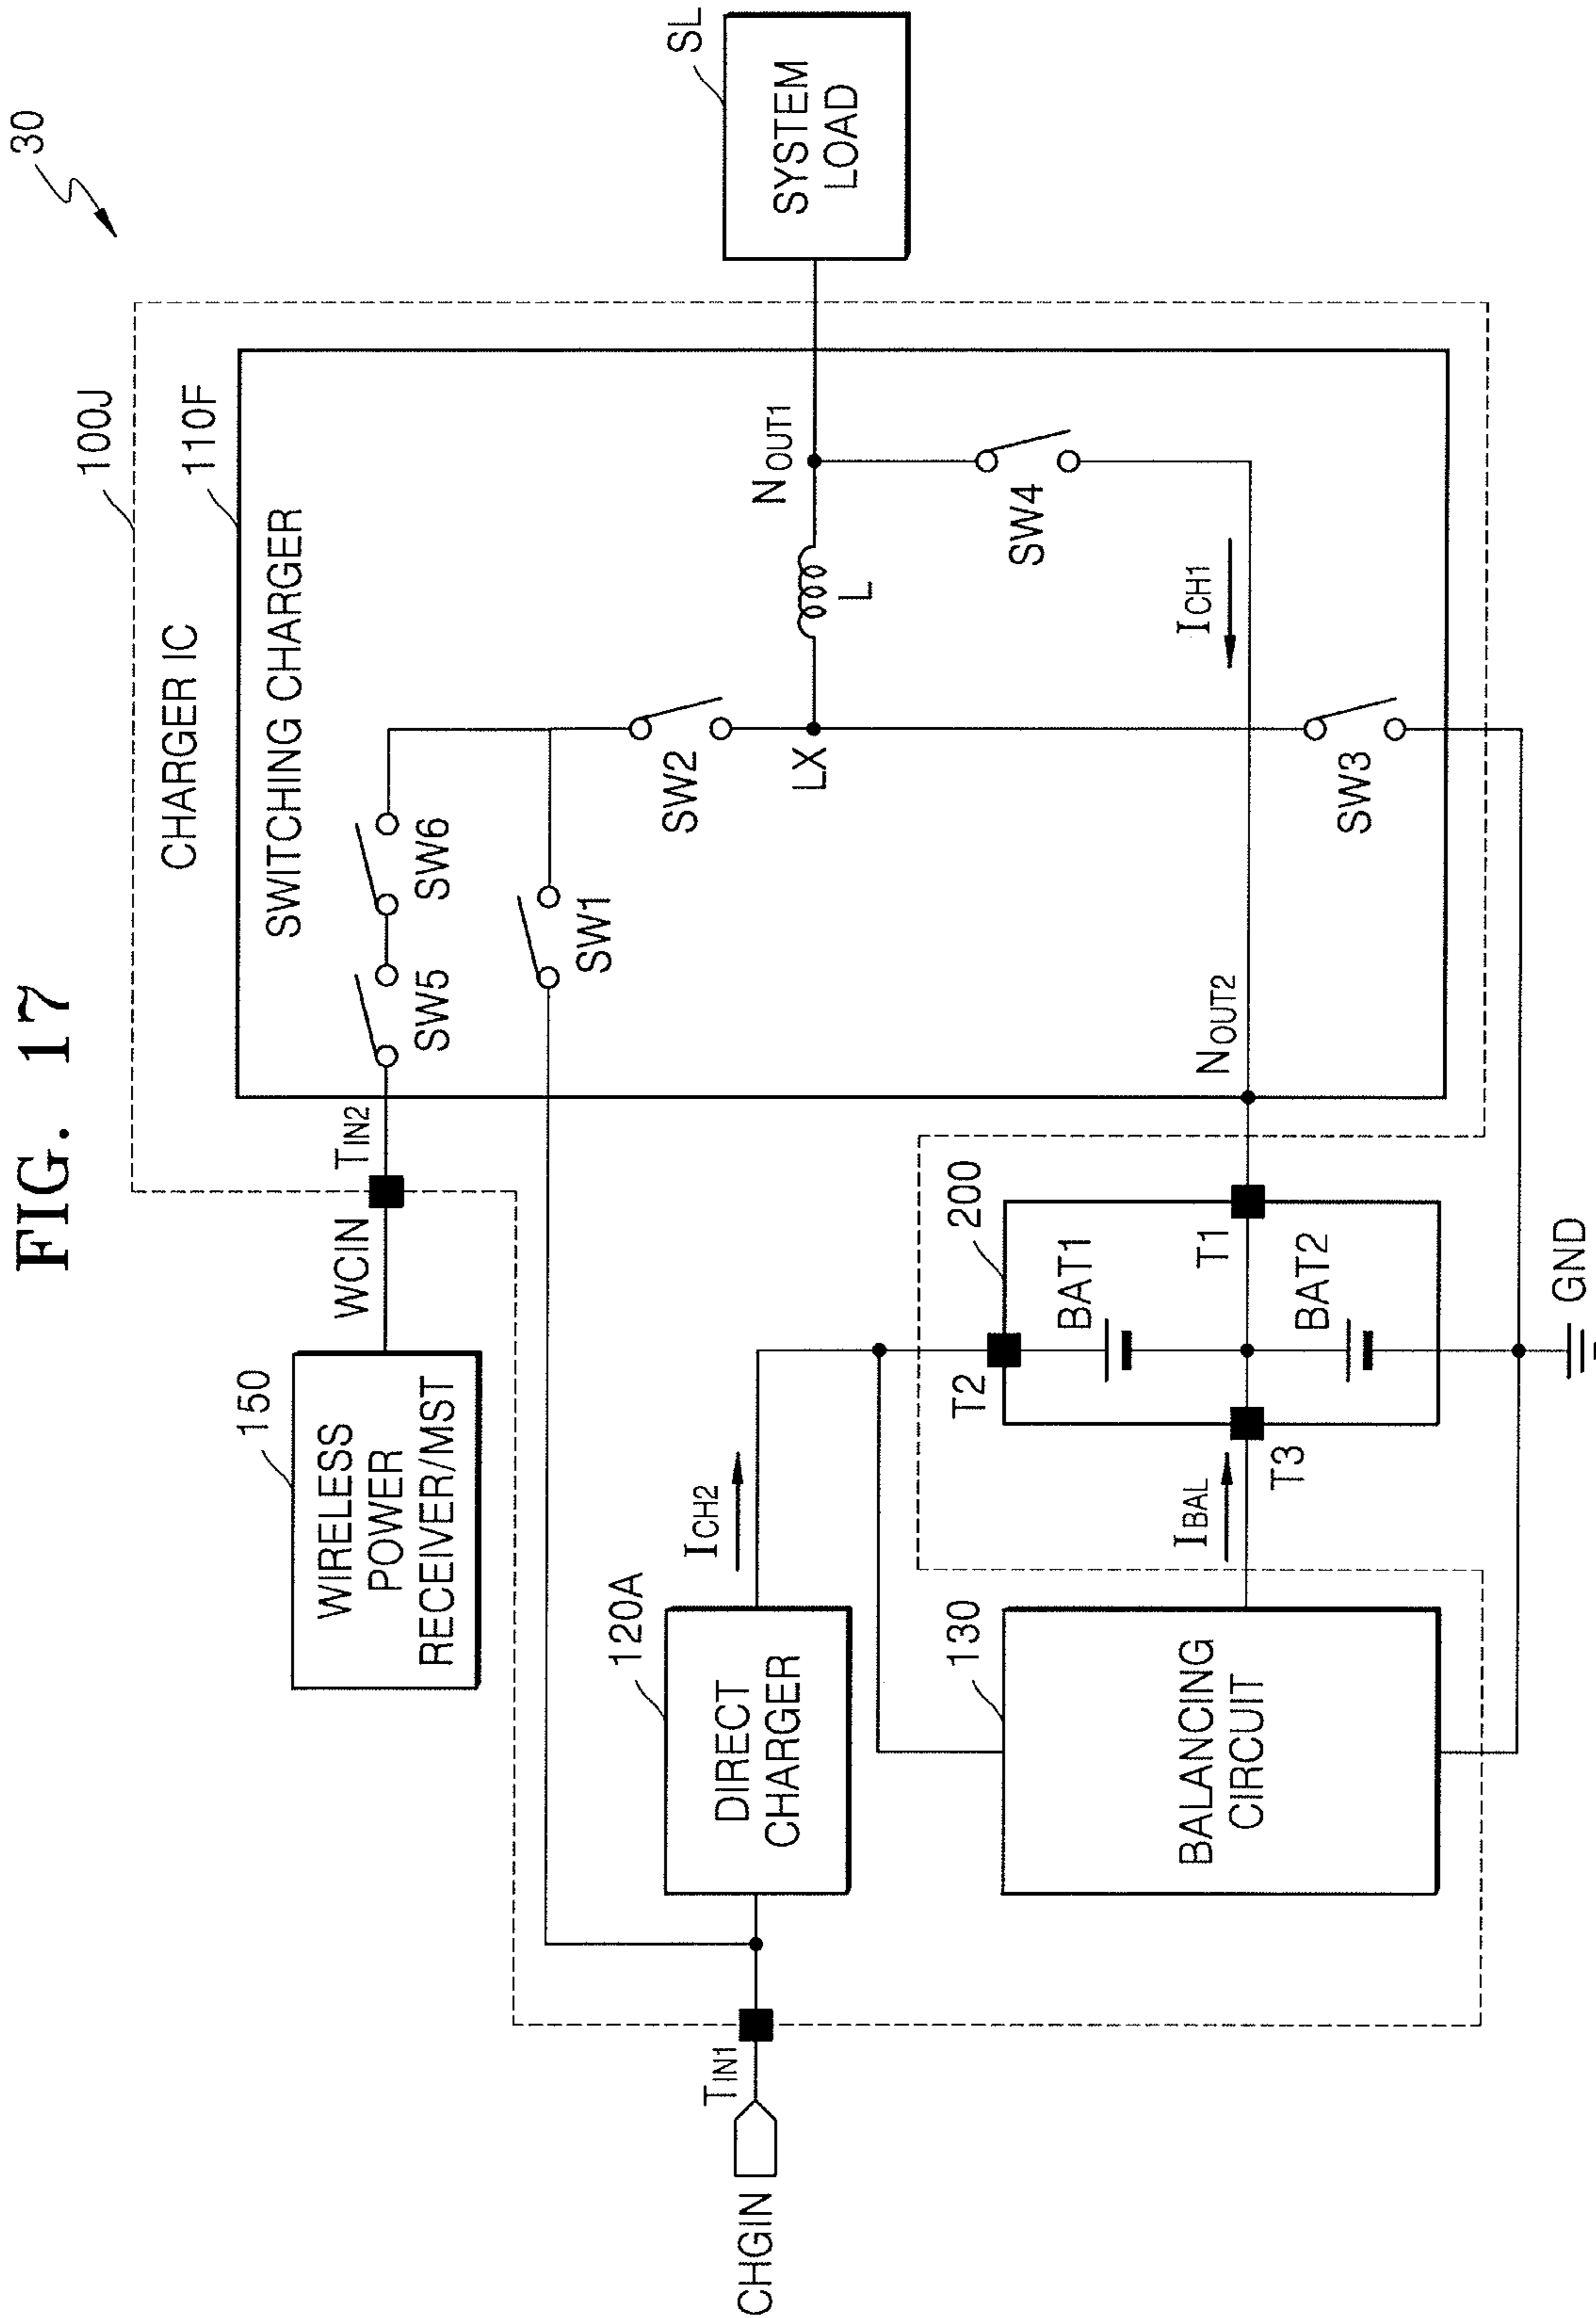 FIG. 17
30
100J
CHARGER IC
110F
SWITCHING CHARGER
150
WIRELESS
POWER
RECEIVER/MST
WCIN
TIN2
SW5
SW6
SW1
SW2
LX
L
NOUT1
SL
SYSTEM
LOAD
SW4
ICH1
SW3
NOUT2
CHGIN
TIN1
120A
DIRECT
CHARGER
ICH2
130
BALANCING
CIRCUIT
IBAL
200
T2
BAT1
T1
T3
BAT2
GND